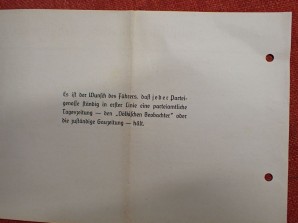 Es ist der Wunsch des Führers, daß jeder Partei-
genosse ständig in erster Linie eine parteiamtliche
Tageszeitung — den „Völkischen Beobachter" oder
die zuständige Gauzeitung — hält.